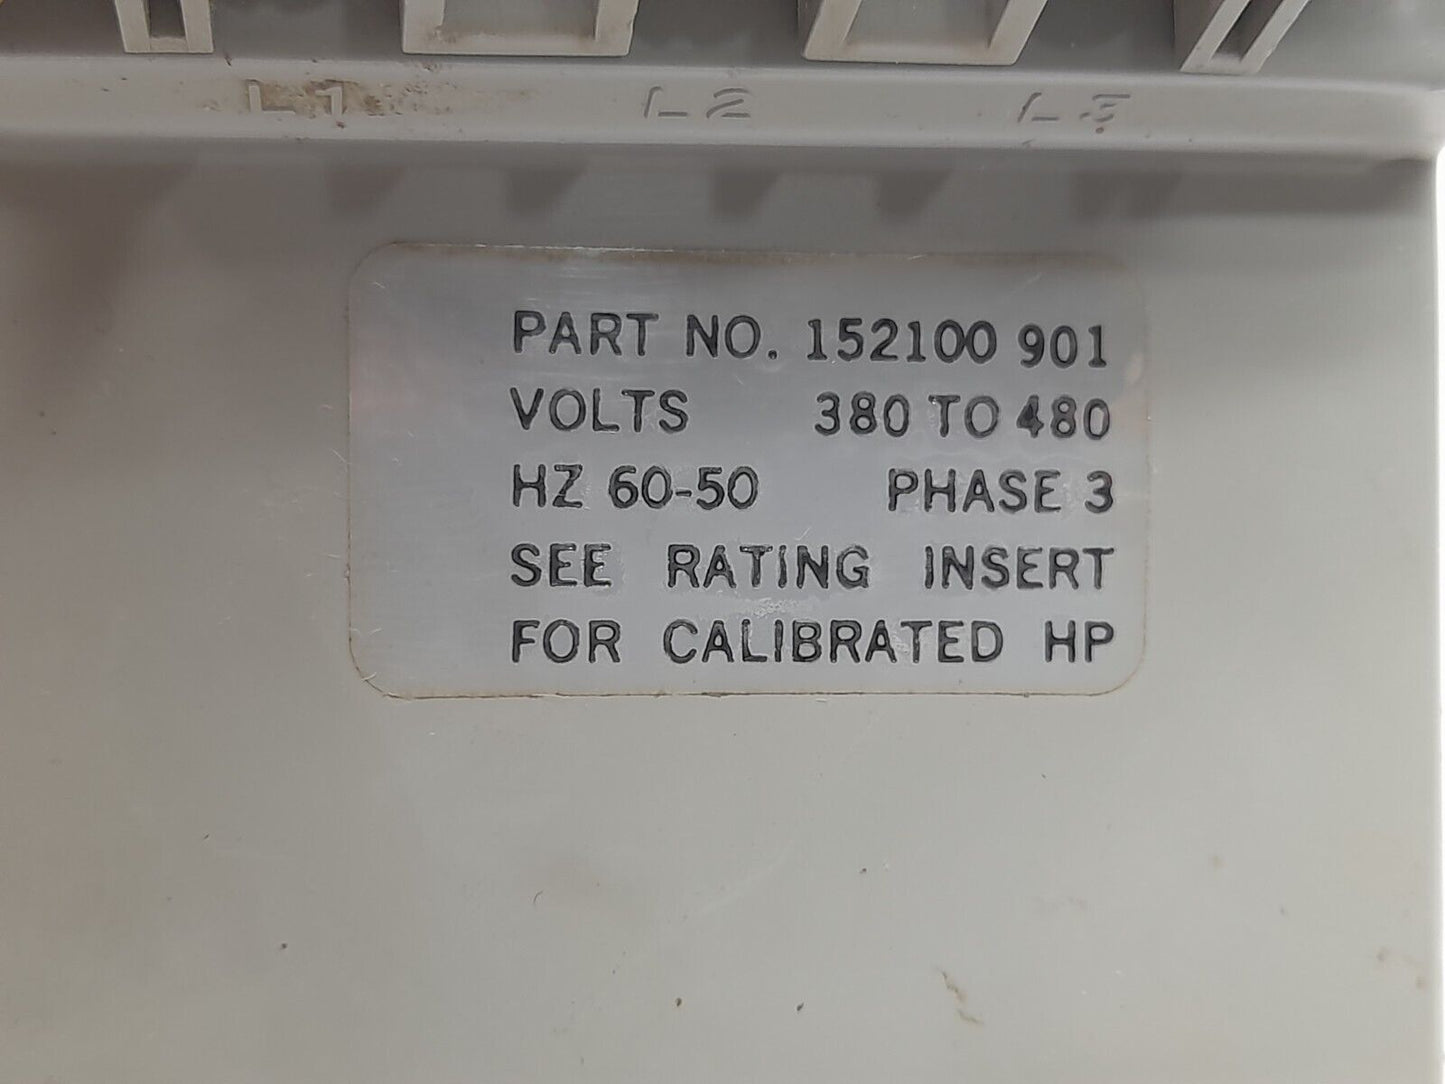 L1 L2 L3
PART NO. 152100 901
VOLTS 380 TO 480
HZ 60-50 PHASE 3
SEE RATING INSERT
FOR CALIBRATED HP